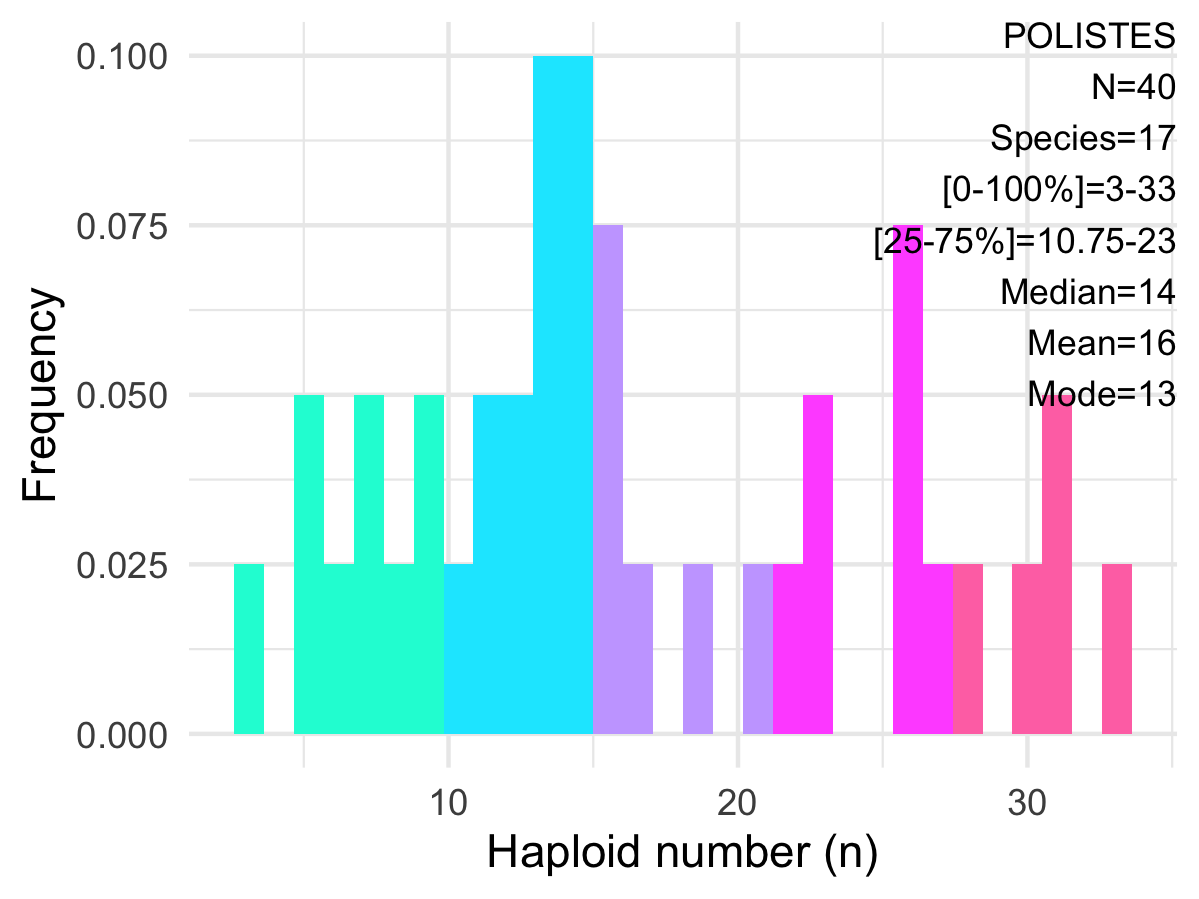 POLISTES
N=40
Species=17
[0-100%]=3-33
[25-75%]=10.75-23
Median=14
Mean=16
Mode=13
Frequency
0.100
0.075
0.050
0.025
0.000
10 20 30
Haploid number (n)